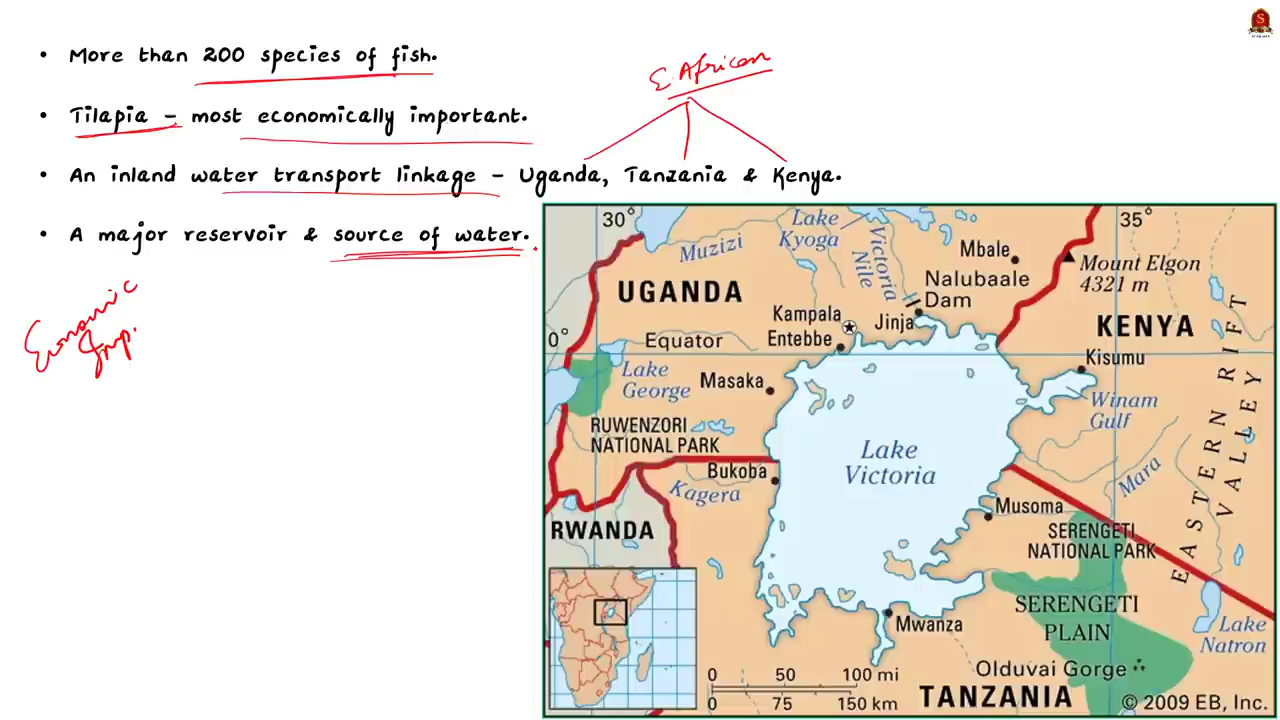 • More than 200 species of fish.
E. African
• Tilapia – most economically important.
• An inland water transport linkage – Uganda, Tanzania & Kenya.
• A major reservoir & source of water.
Economic
Imp.
30°
35°
Lake
Kyoga
Muzizi
Victoria
Nile
Mbale
Mount Elgon
4321 m
Nalubaale
Dam
UGANDA
Kampala
Jinja
KENYA
Entebbe
0°
Equator
Kisumu
Lake
George
Masaka
Winam
Gulf
RUWENZORI
NATIONAL PARK
EASTERN RIFT
VALLEY
Lake
Victoria
Bukoba
Kagera
Mara
Musoma
RWANDA
SERENGETI
NATIONAL PARK
SERENGETI
PLAIN
Mwanza
Lake
Natron
Olduvai Gorge
0 50 100 mi
0 75 150 km
TANZANIA
© 2009 EB, Inc.